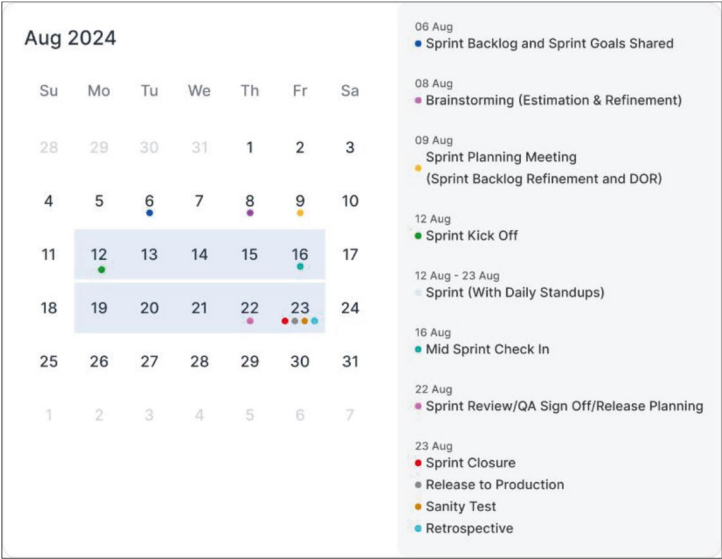 Aug 2024
Su Mo Tu We Th Fr Sa
28 29 30 31 1 2 3
4 5 6 7 8 9 10
11 12 13 14 15 16 17
18 19 20 21 22 23 24
25 26 27 28 29 30 31
1 2 3 4 5 6 7
06 Aug
Sprint Backlog and Sprint Goals Shared
08 Aug
Brainstorming (Estimation & Refinement)
09 Aug
Sprint Planning Meeting
(Sprint Backlog Refinement and DOR)
12 Aug
Sprint Kick Off
12 Aug - 23 Aug
Sprint (With Daily Standups)
16 Aug
Mid Sprint Check In
22 Aug
Sprint Review/QA Sign Off/Release Planning
23 Aug
Sprint Closure
Release to Production
Sanity Test
Retrospective